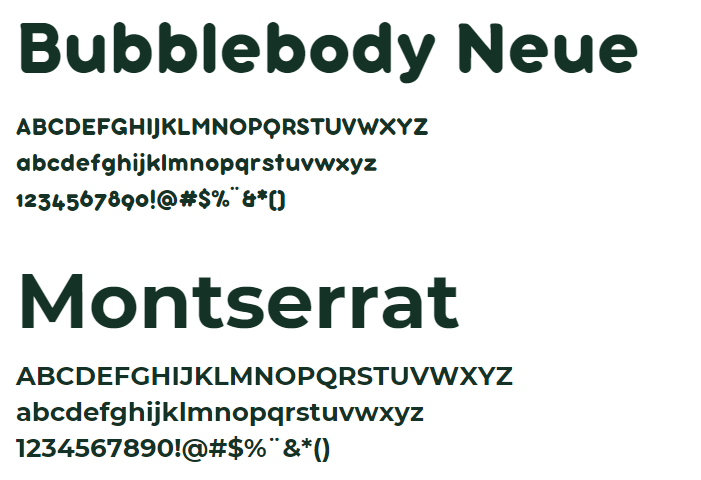 Bubblebody Neue
ABCDEFGHIJKLMNOPQRSTUVWXYZ
abcdefghijklmnopqrstuvwxyz
1234567890!@#$%¨&*()
Montserrat
ABCDEFGHIJKLMNOPQRSTUVWXYZ
abcdefghijklmnopqrstuvwxyz
1234567890!@#$%¨&*()